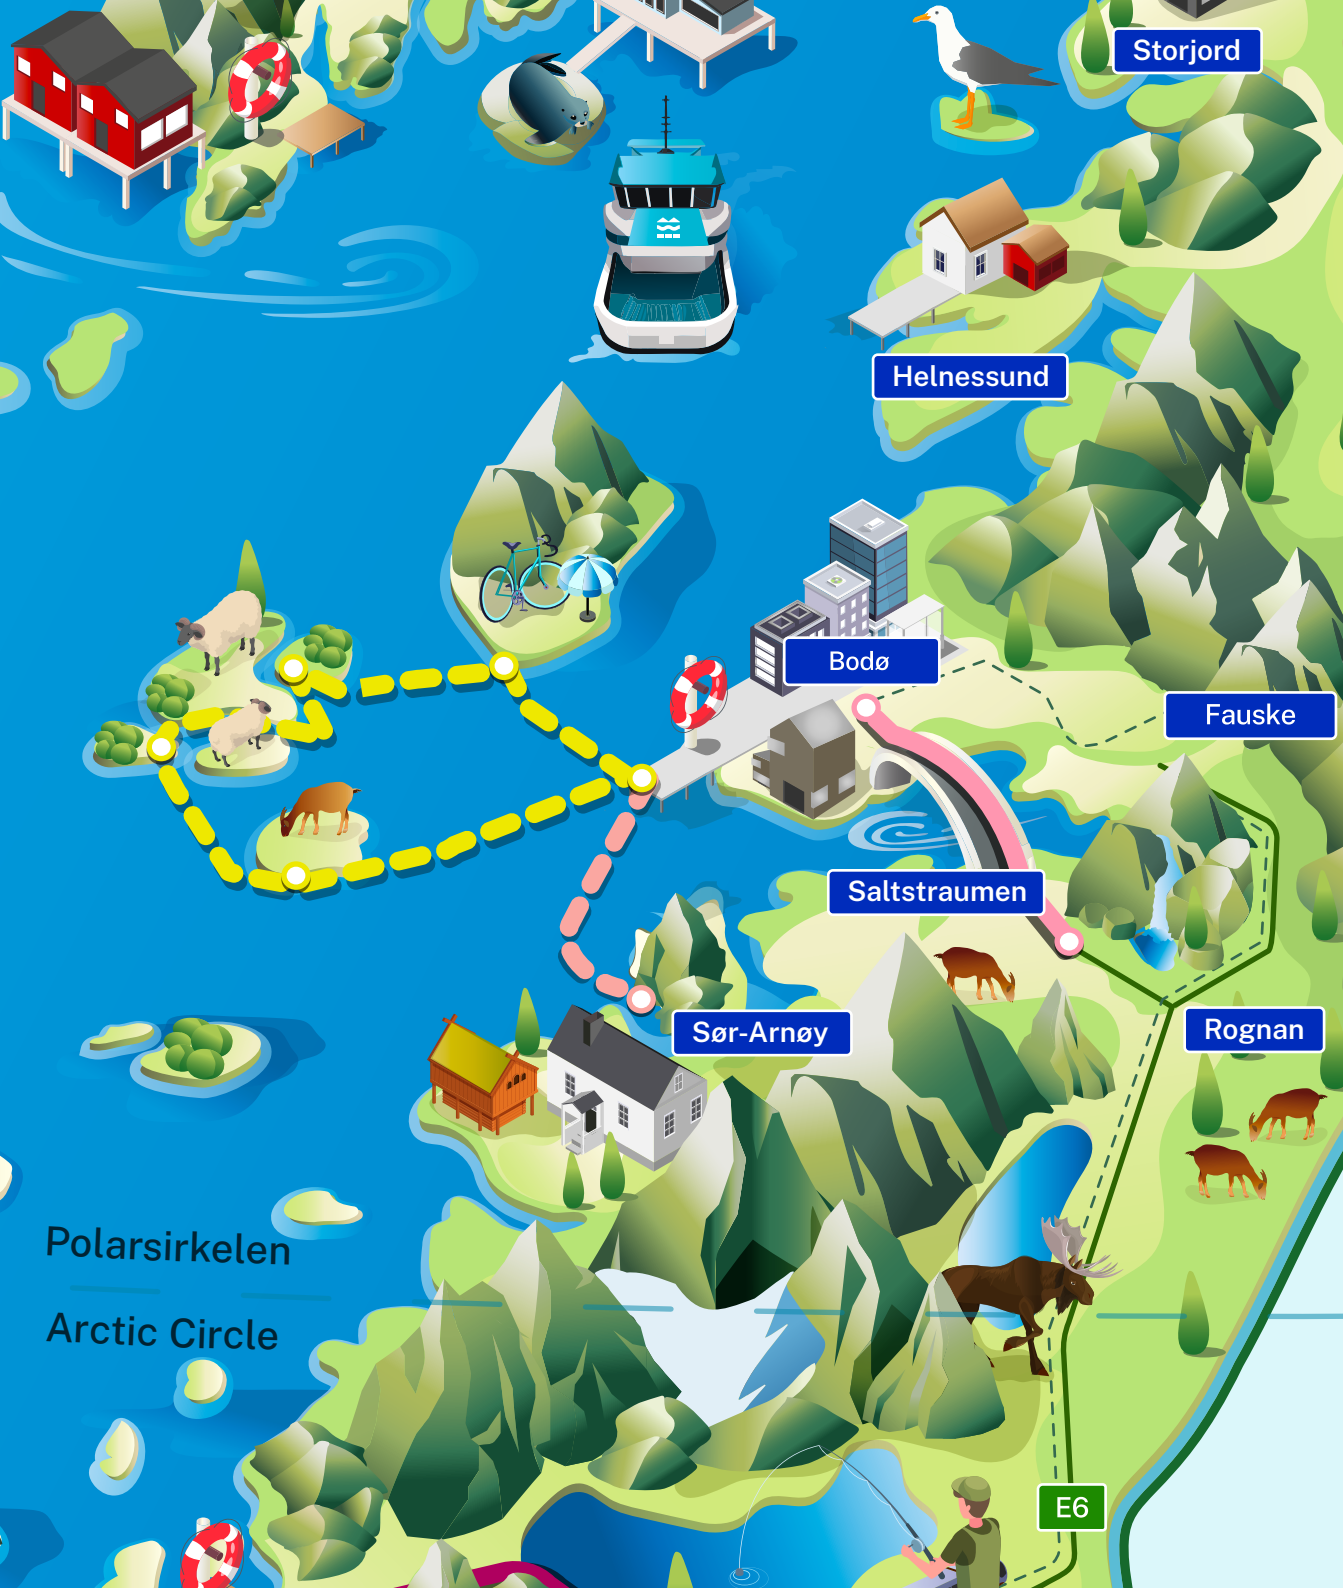 Storjord
Helnessund
Bodø
Fauske
Saltstraumen
Sør-Arnøy
Rognan
Polarsirkelen
Arctic Circle
E6